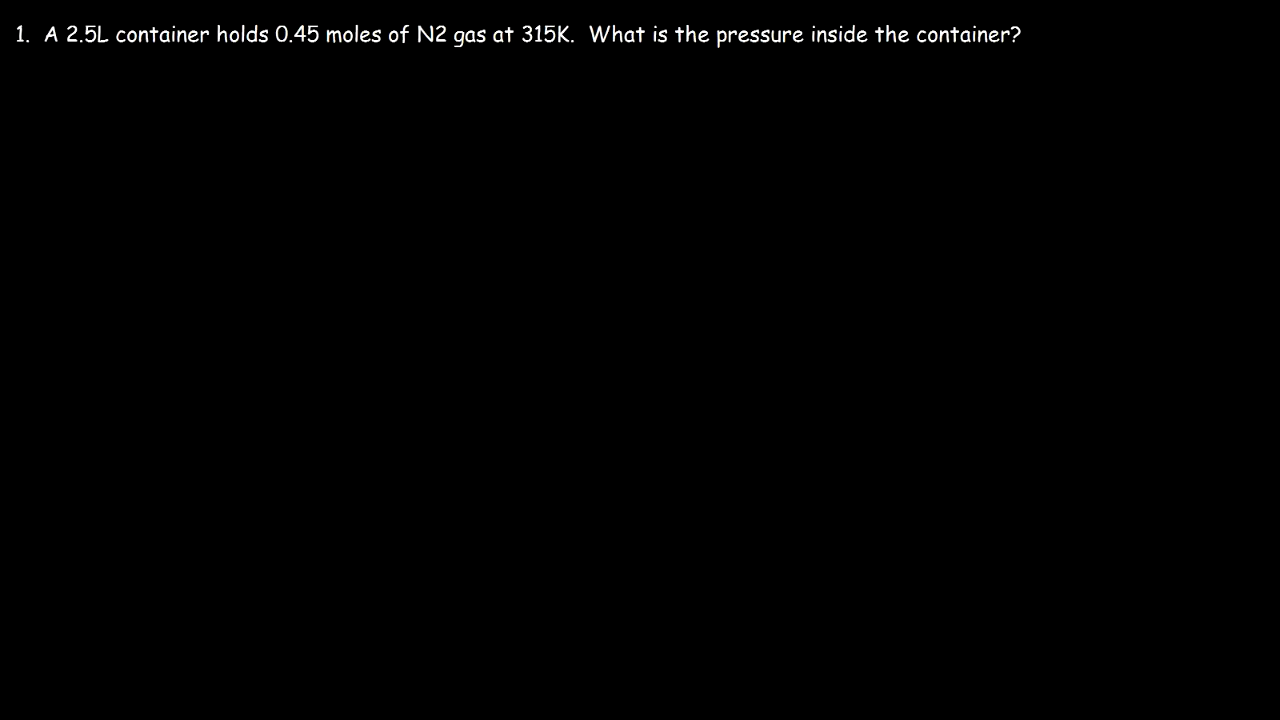 1.  A 2.5L container holds 0.45 moles of N2 gas at 315K.  What is the pressure inside the container?